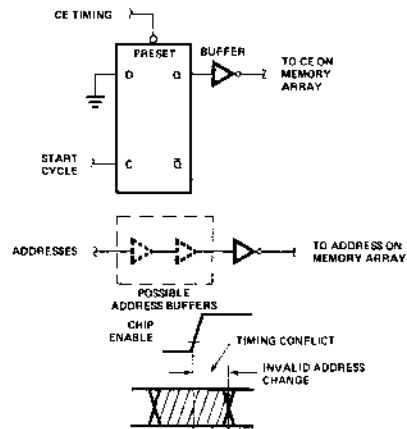 CE TIMING
PRESET
BUFFER
D
Q
TO CE ON
MEMORY
ARRAY
START
CYCLE
C
Q̅
ADDRESSES
TO ADDRESS ON
MEMORY ARRAY
POSSIBLE
ADDRESS BUFFERS
CHIP
ENABLE
TIMING CONFLICT
INVALID ADDRESS
CHANGE